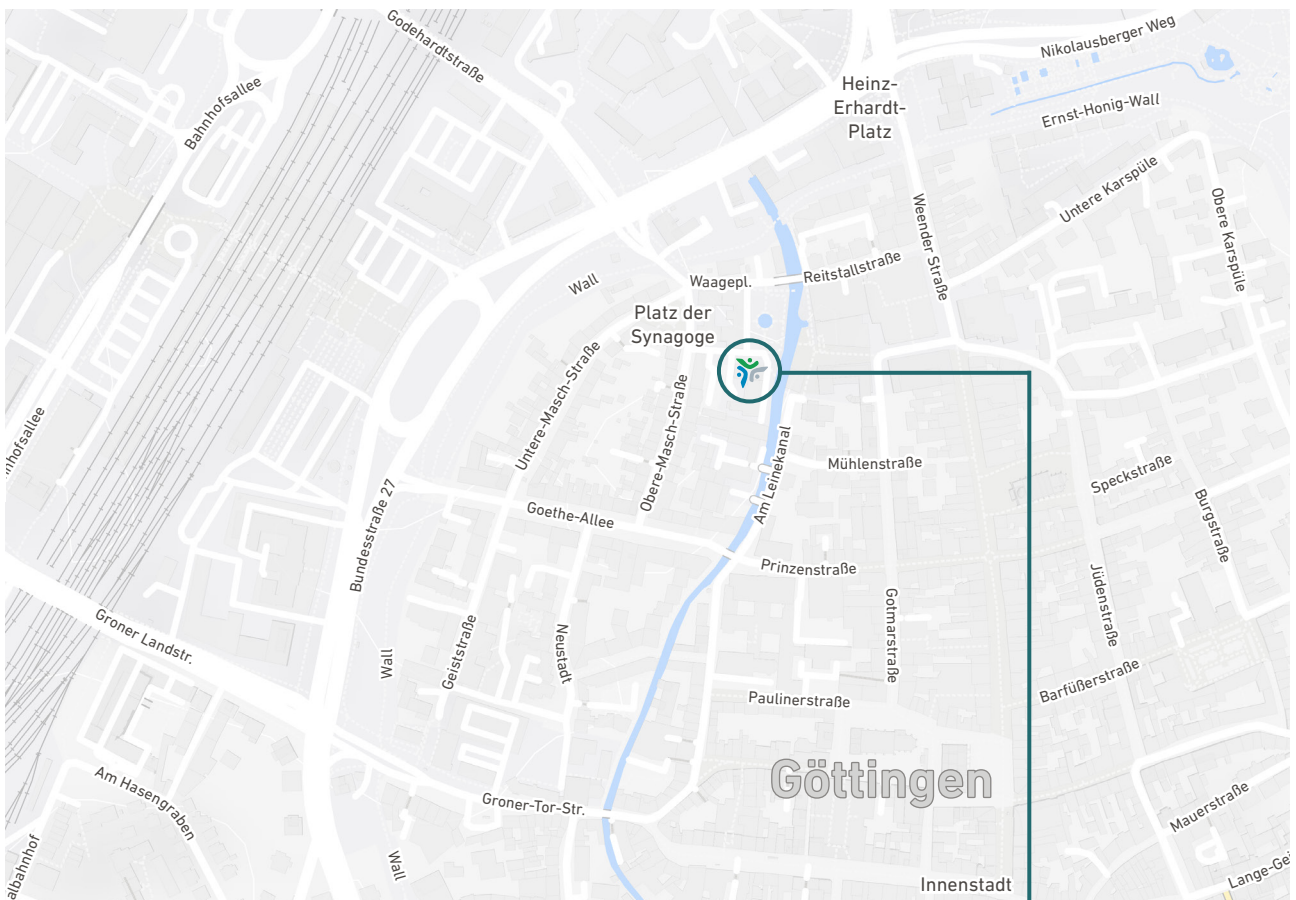 Godehardtstraße
Nikolausberger Weg
Bahnhofsallee
Heinz-
Erhardt-
Platz
Ernst-Honig-Wall
Untere Karspüle
Obere Karspüle
Weender Straße
Reitstallstraße
Wall
Waagepl.
Platz der
Synagoge
Untere-Masch-Straße
Obere-Masch-Straße
nhofsallee
Am Leinekanal
Mühlenstraße
Speckstraße
Burgstraße
Bundesstraße 27
Goethe-Allee
Prinzenstraße
Jüdenstraße
Gotmarstraße
Groner Landstr.
Geiststraße
Neustadt
Wall
Barfüßerstraße
Paulinerstraße
Göttingen
Am Hasengraben
Groner-Tor-Str.
Mauerstraße
albahnhof
Wall
Innenstadt
Lange-Gei